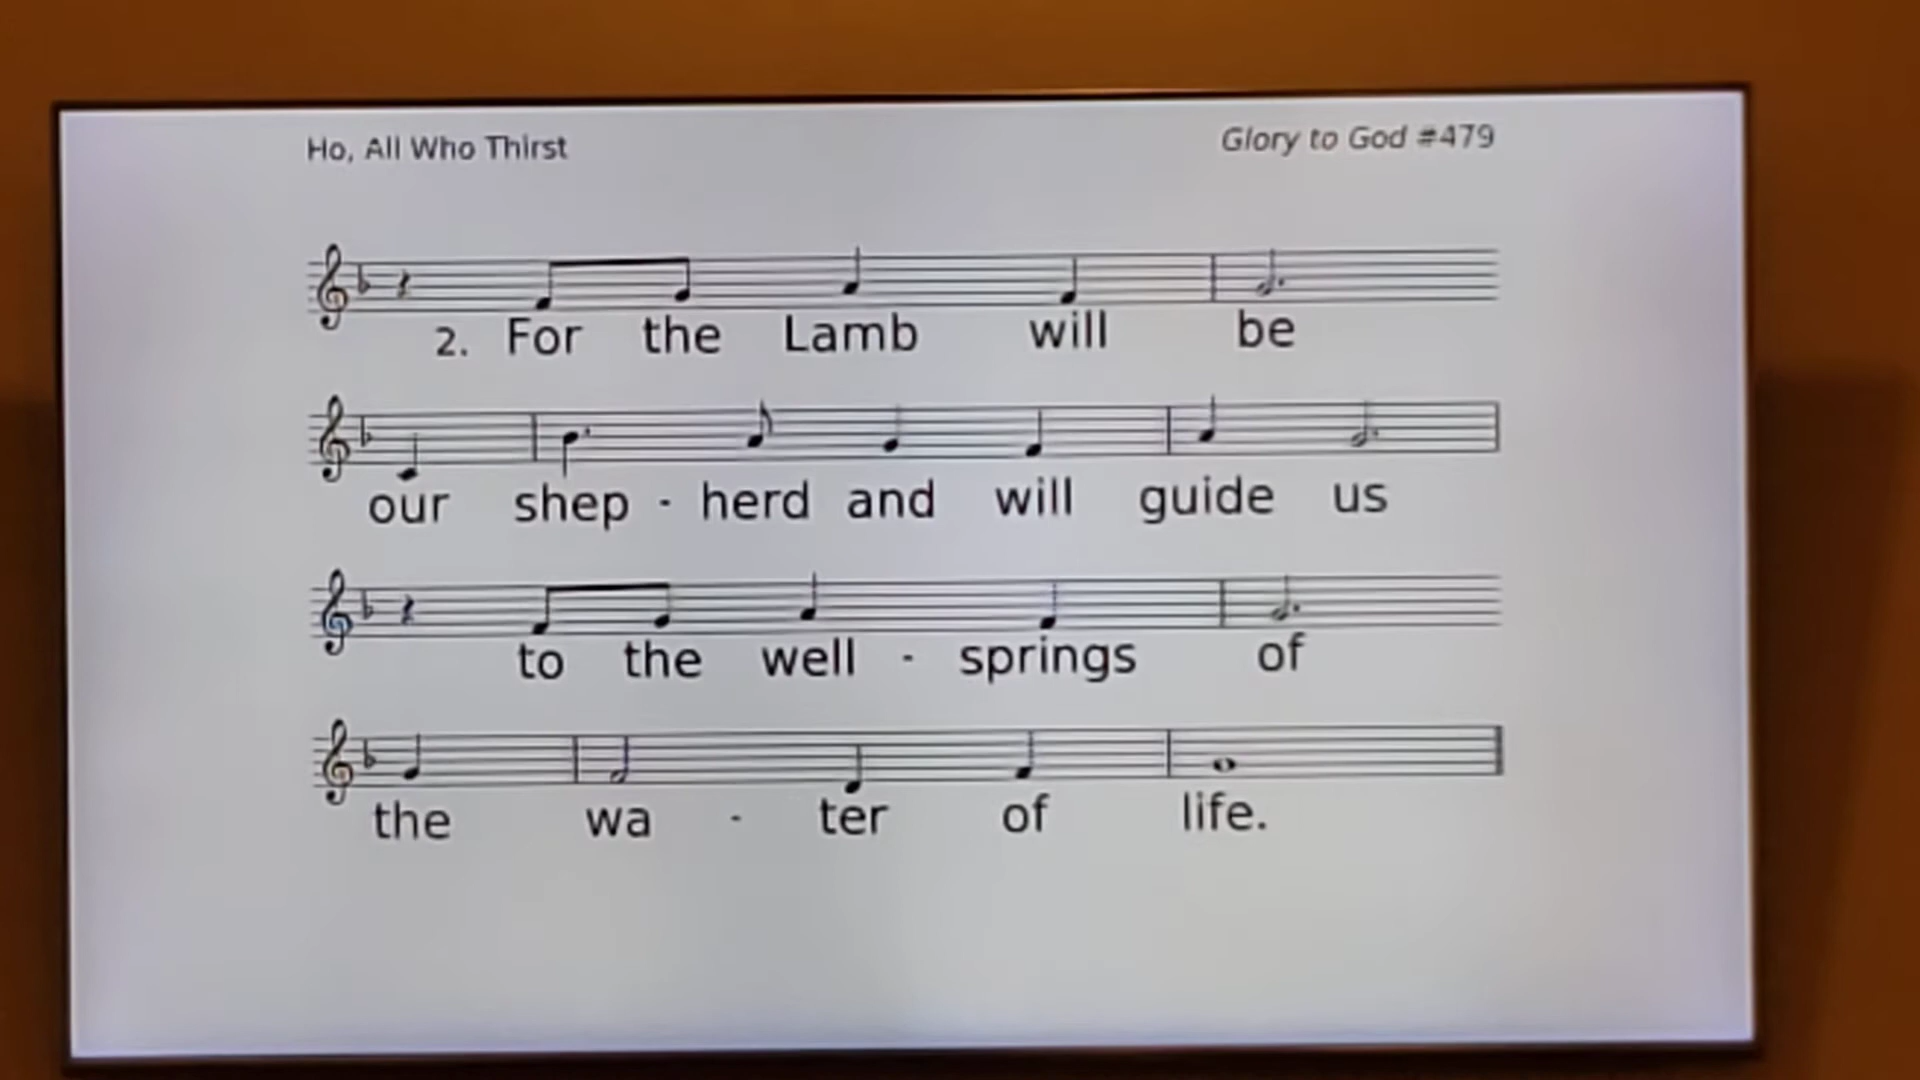 Ho, All Who Thirst
Glory to God #479
2. For the Lamb will be
our shep - herd and will guide us
to the well - springs of
the wa - ter of life.